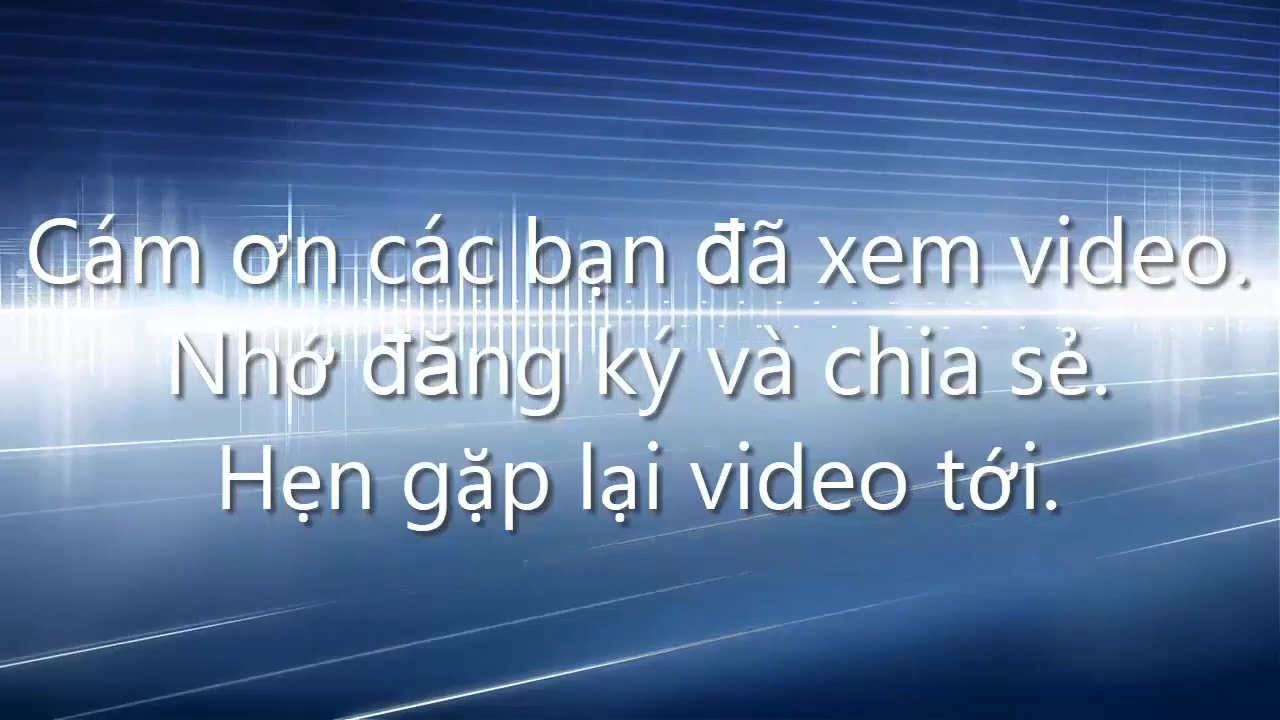 Cám ơn các bạn đã xem video.
Nhớ đăng ký và chia sẻ.
Hẹn gặp lại video tới.